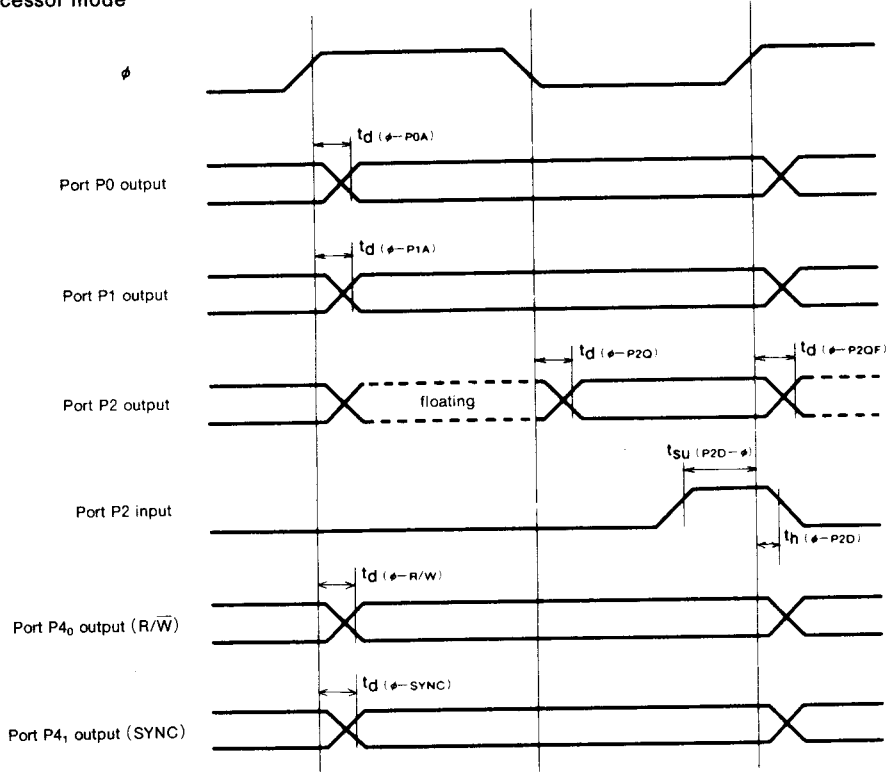 cessor mode
φ
td (φ−P0A)
Port P0 output
td (φ−P1A)
Port P1 output
td (φ−P2Q)
td (φ−P2QF)
Port P2 output
floating
tsu (P2D−φ)
Port P2 input
th (φ−P2D)
td (φ−R/W)
Port P4₀ output (R/W̅)
td (φ−SYNC)
Port P4₁ output (SYNC)